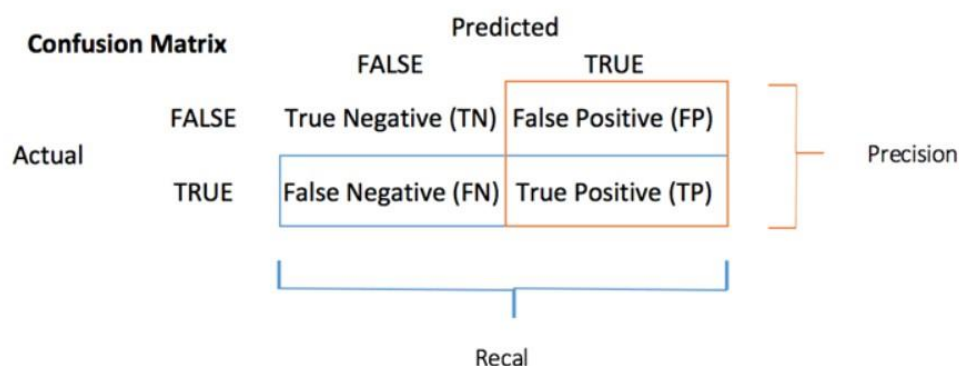 Predicted
Confusion Matrix
FALSE TRUE
FALSE True Negative (TN) False Positive (FP)
Actual Precision
TRUE False Negative (FN) True Positive (TP)
Recal